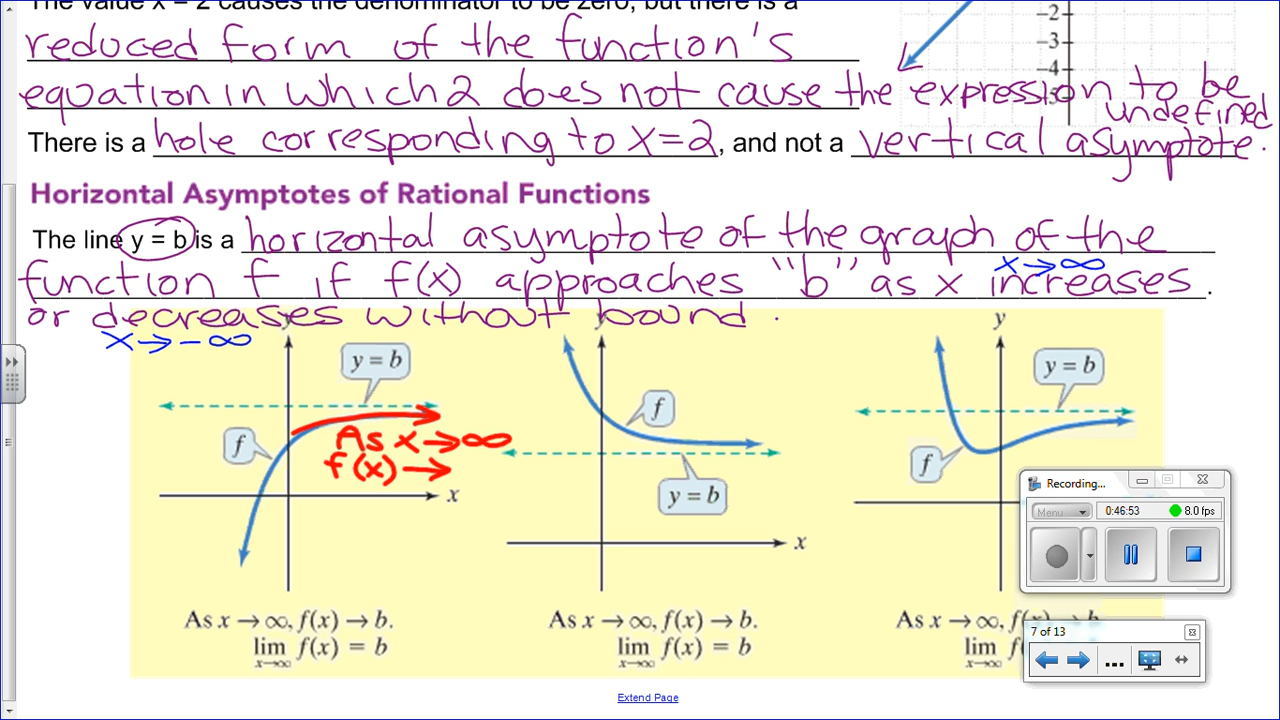 The value x = 2 causes the denominator to be zero, but there is a
reduced form of the function's
equation in which 2 does not cause the expression to be
undefined
There is a hole corresponding to x=2, and not a vertical asymptote.
-2
-3
-4
-5
Horizontal Asymptotes of Rational Functions
The line y = b is a horizontal asymptote of the graph of the
x→∞
function f if f(x) approaches "b" as x increases.
or decreases without bound.
x→-∞
y
y = b
f
As x→∞
f(x)→
x
As x → ∞, f(x) → b.
lim f(x) = b
x→∞
y
f
y = b
x
As x → ∞, f(x) → b.
lim f(x) = b
x→∞
y
y = b
f
As x → ∞, f(x) → b
lim f
x→∞
Recording...
Menu
0:46:53
8.0 fps
7 of 13
...
Extend Page